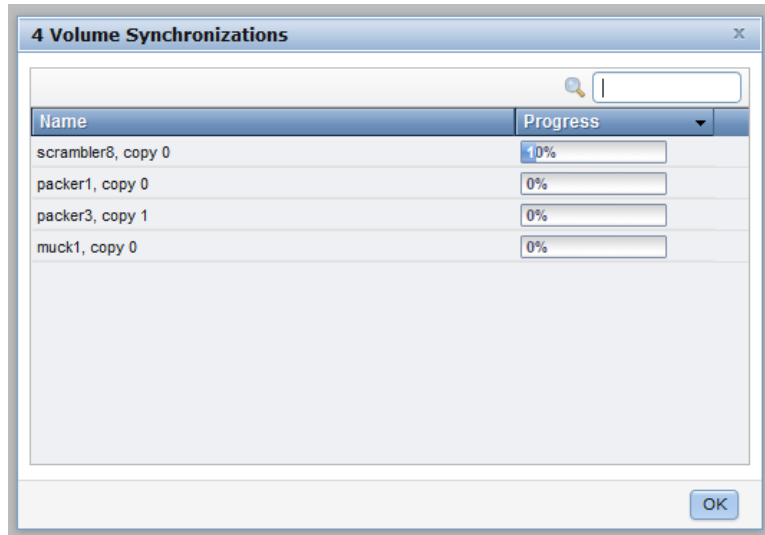 4 Volume Synchronizations x
Name Progress
scrambler8, copy 0 10%
packer1, copy 0 0%
packer3, copy 1 0%
muck1, copy 0 0%
OK